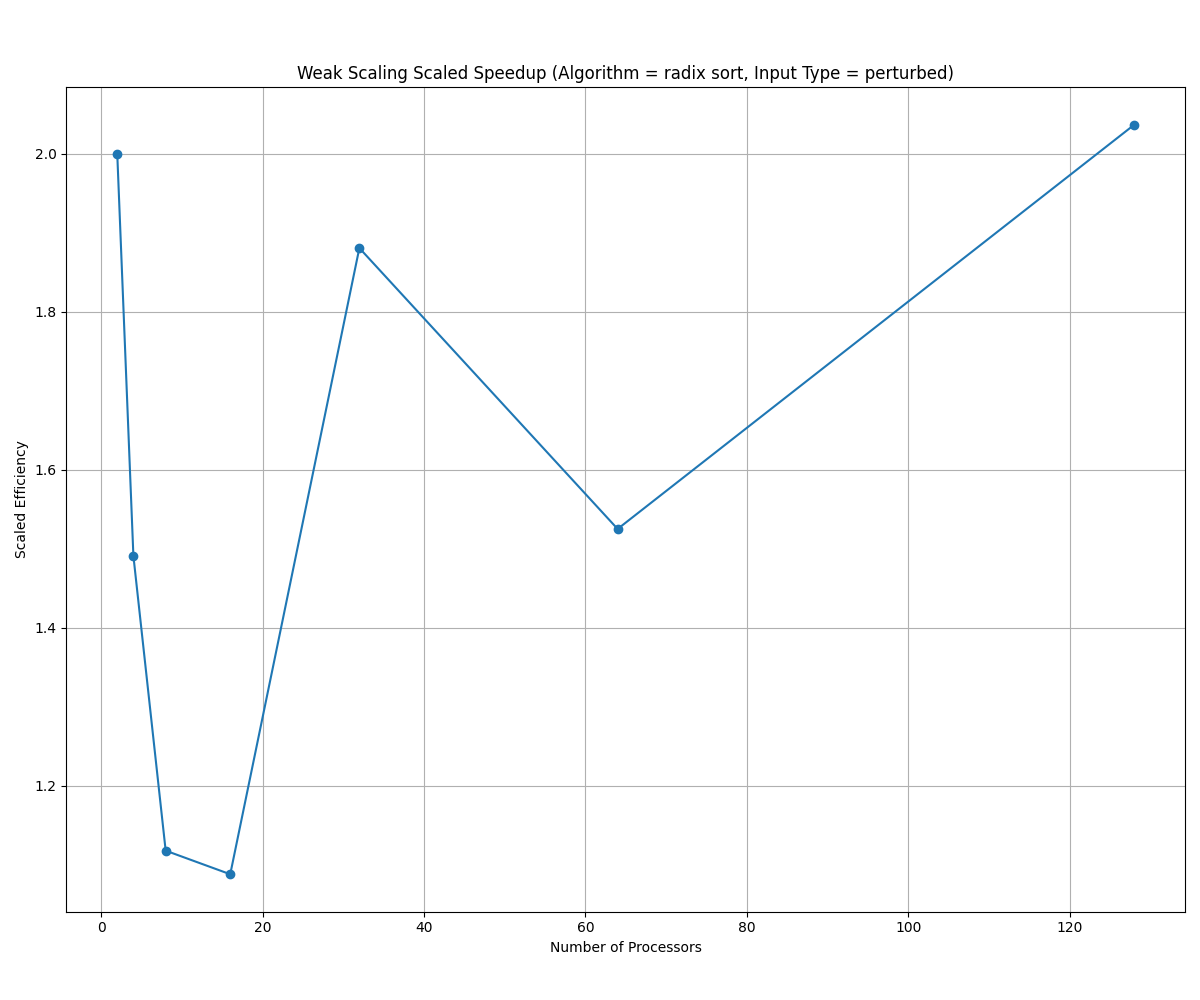 Weak Scaling Scaled Speedup (Algorithm = radix sort, Input Type = perturbed)
Scaled Efficiency
2.0
1.8
1.6
1.4
1.2
0 20 40 60 80 100 120
Number of Processors